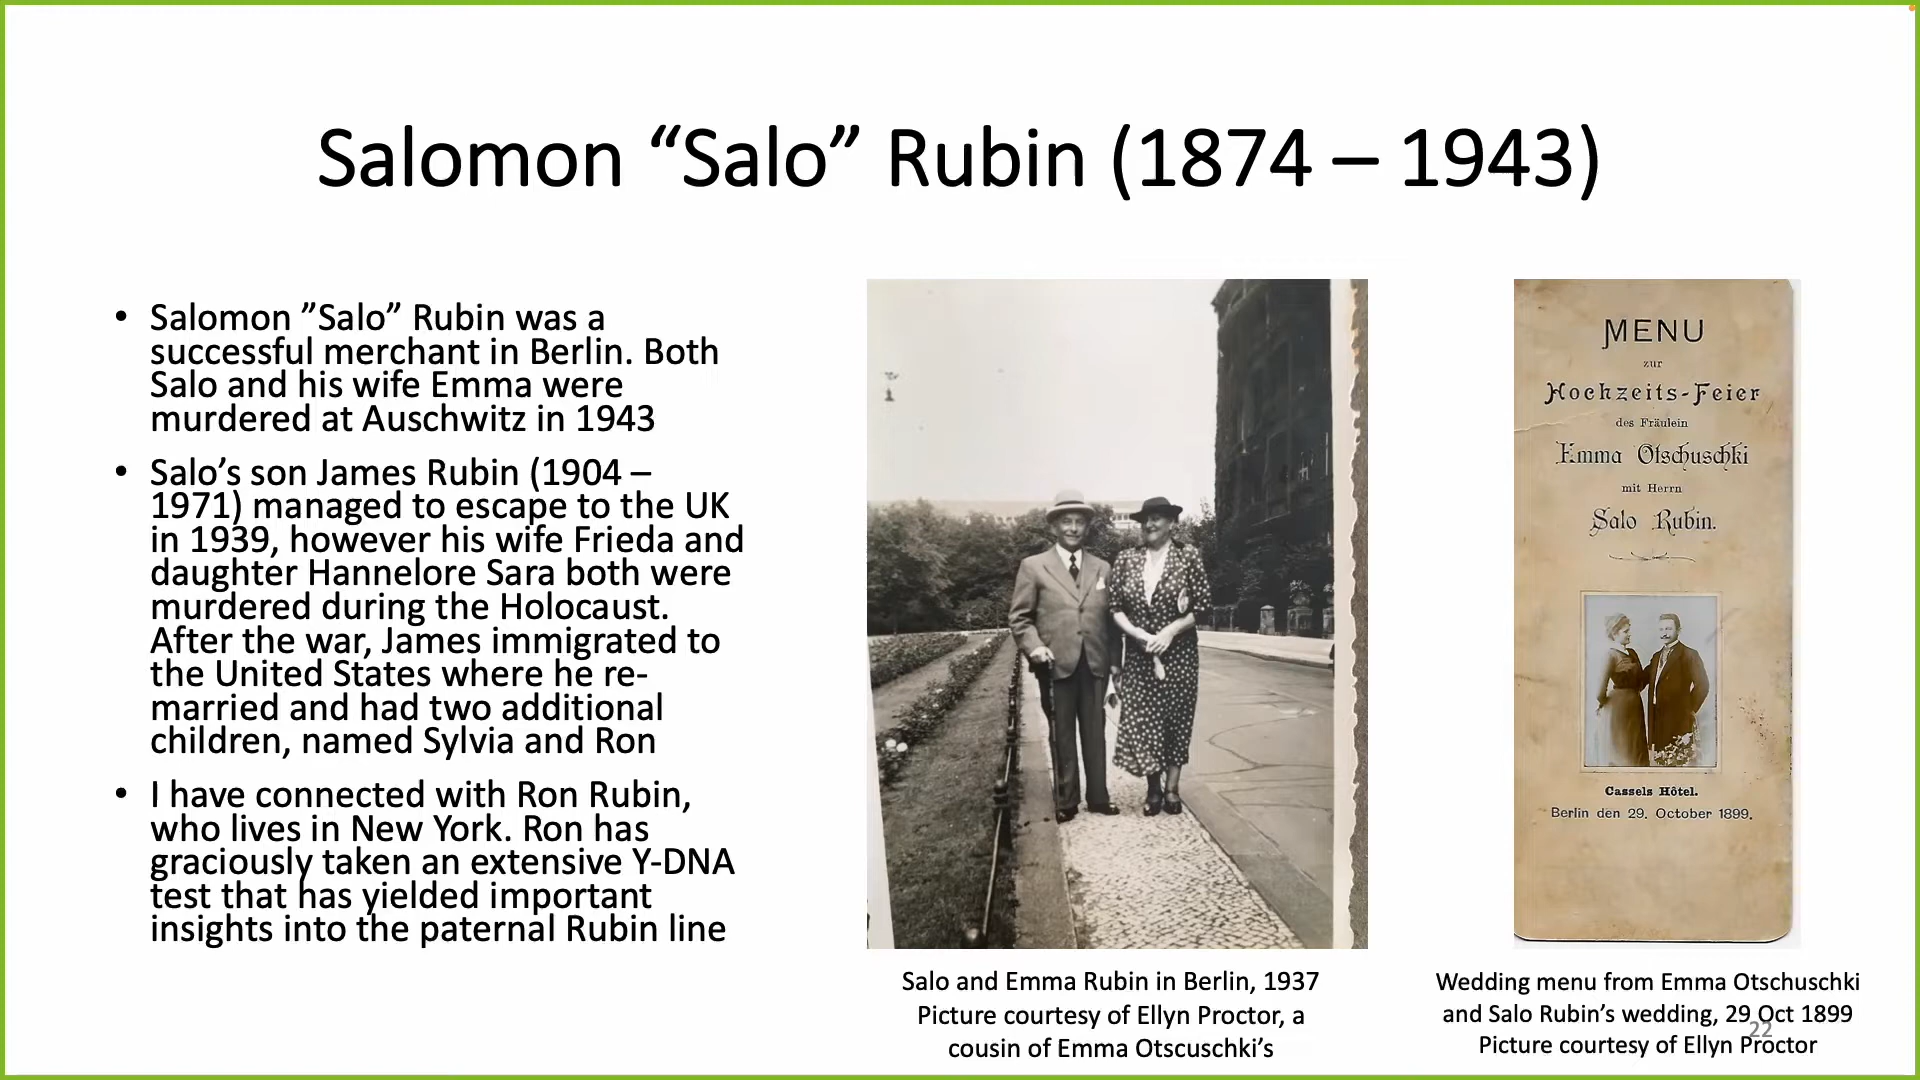 Salomon “Salo” Rubin (1874 – 1943)
• Salomon ”Salo” Rubin was a
successful merchant in Berlin. Both
Salo and his wife Emma were
murdered at Auschwitz in 1943
• Salo’s son James Rubin (1904 –
1971) managed to escape to the UK
in 1939, however his wife Frieda and
daughter Hannelore Sara both were
murdered during the Holocaust.
After the war, James immigrated to
the United States where he re-
married and had two additional
children, named Sylvia and Ron
• I have connected with Ron Rubin,
who lives in New York. Ron has
graciously taken an extensive Y-DNA
test that has yielded important
insights into the paternal Rubin line
Salo and Emma Rubin in Berlin, 1937
Picture courtesy of Ellyn Proctor, a
cousin of Emma Otscuschki’s
MENU
zur
Hochzeits-Feier
des Fräulein
Emma Otschuschki
mit Herrn
Salo Rubin.
Cassels Hôtel.
Berlin den 29. October 1899.
Wedding menu from Emma Otschuschki
and Salo Rubin’s wedding, 29 Oct 1899
Picture courtesy of Ellyn Proctor
22